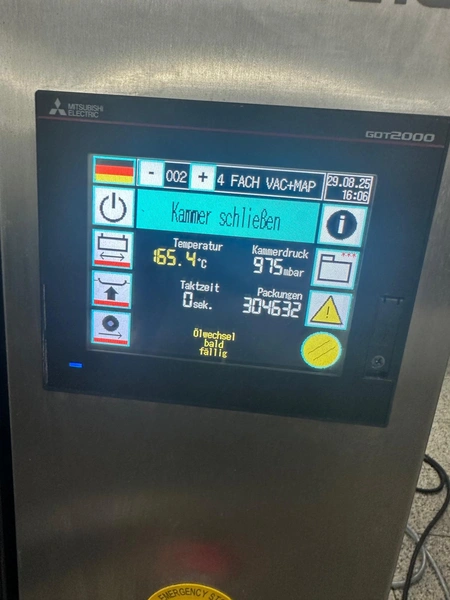 MITSUBISHI
ELECTRIC
GOT2000
- 002 + 4 FACH VAC+MAP
29.08.25
16:06
Kammer schließen
Temperatur
165.4°C
Kammerdruck
975mbar
Taktzeit
0sek.
Packungen
304632
Ölwechsel
bald
fällig
EMERGENCY